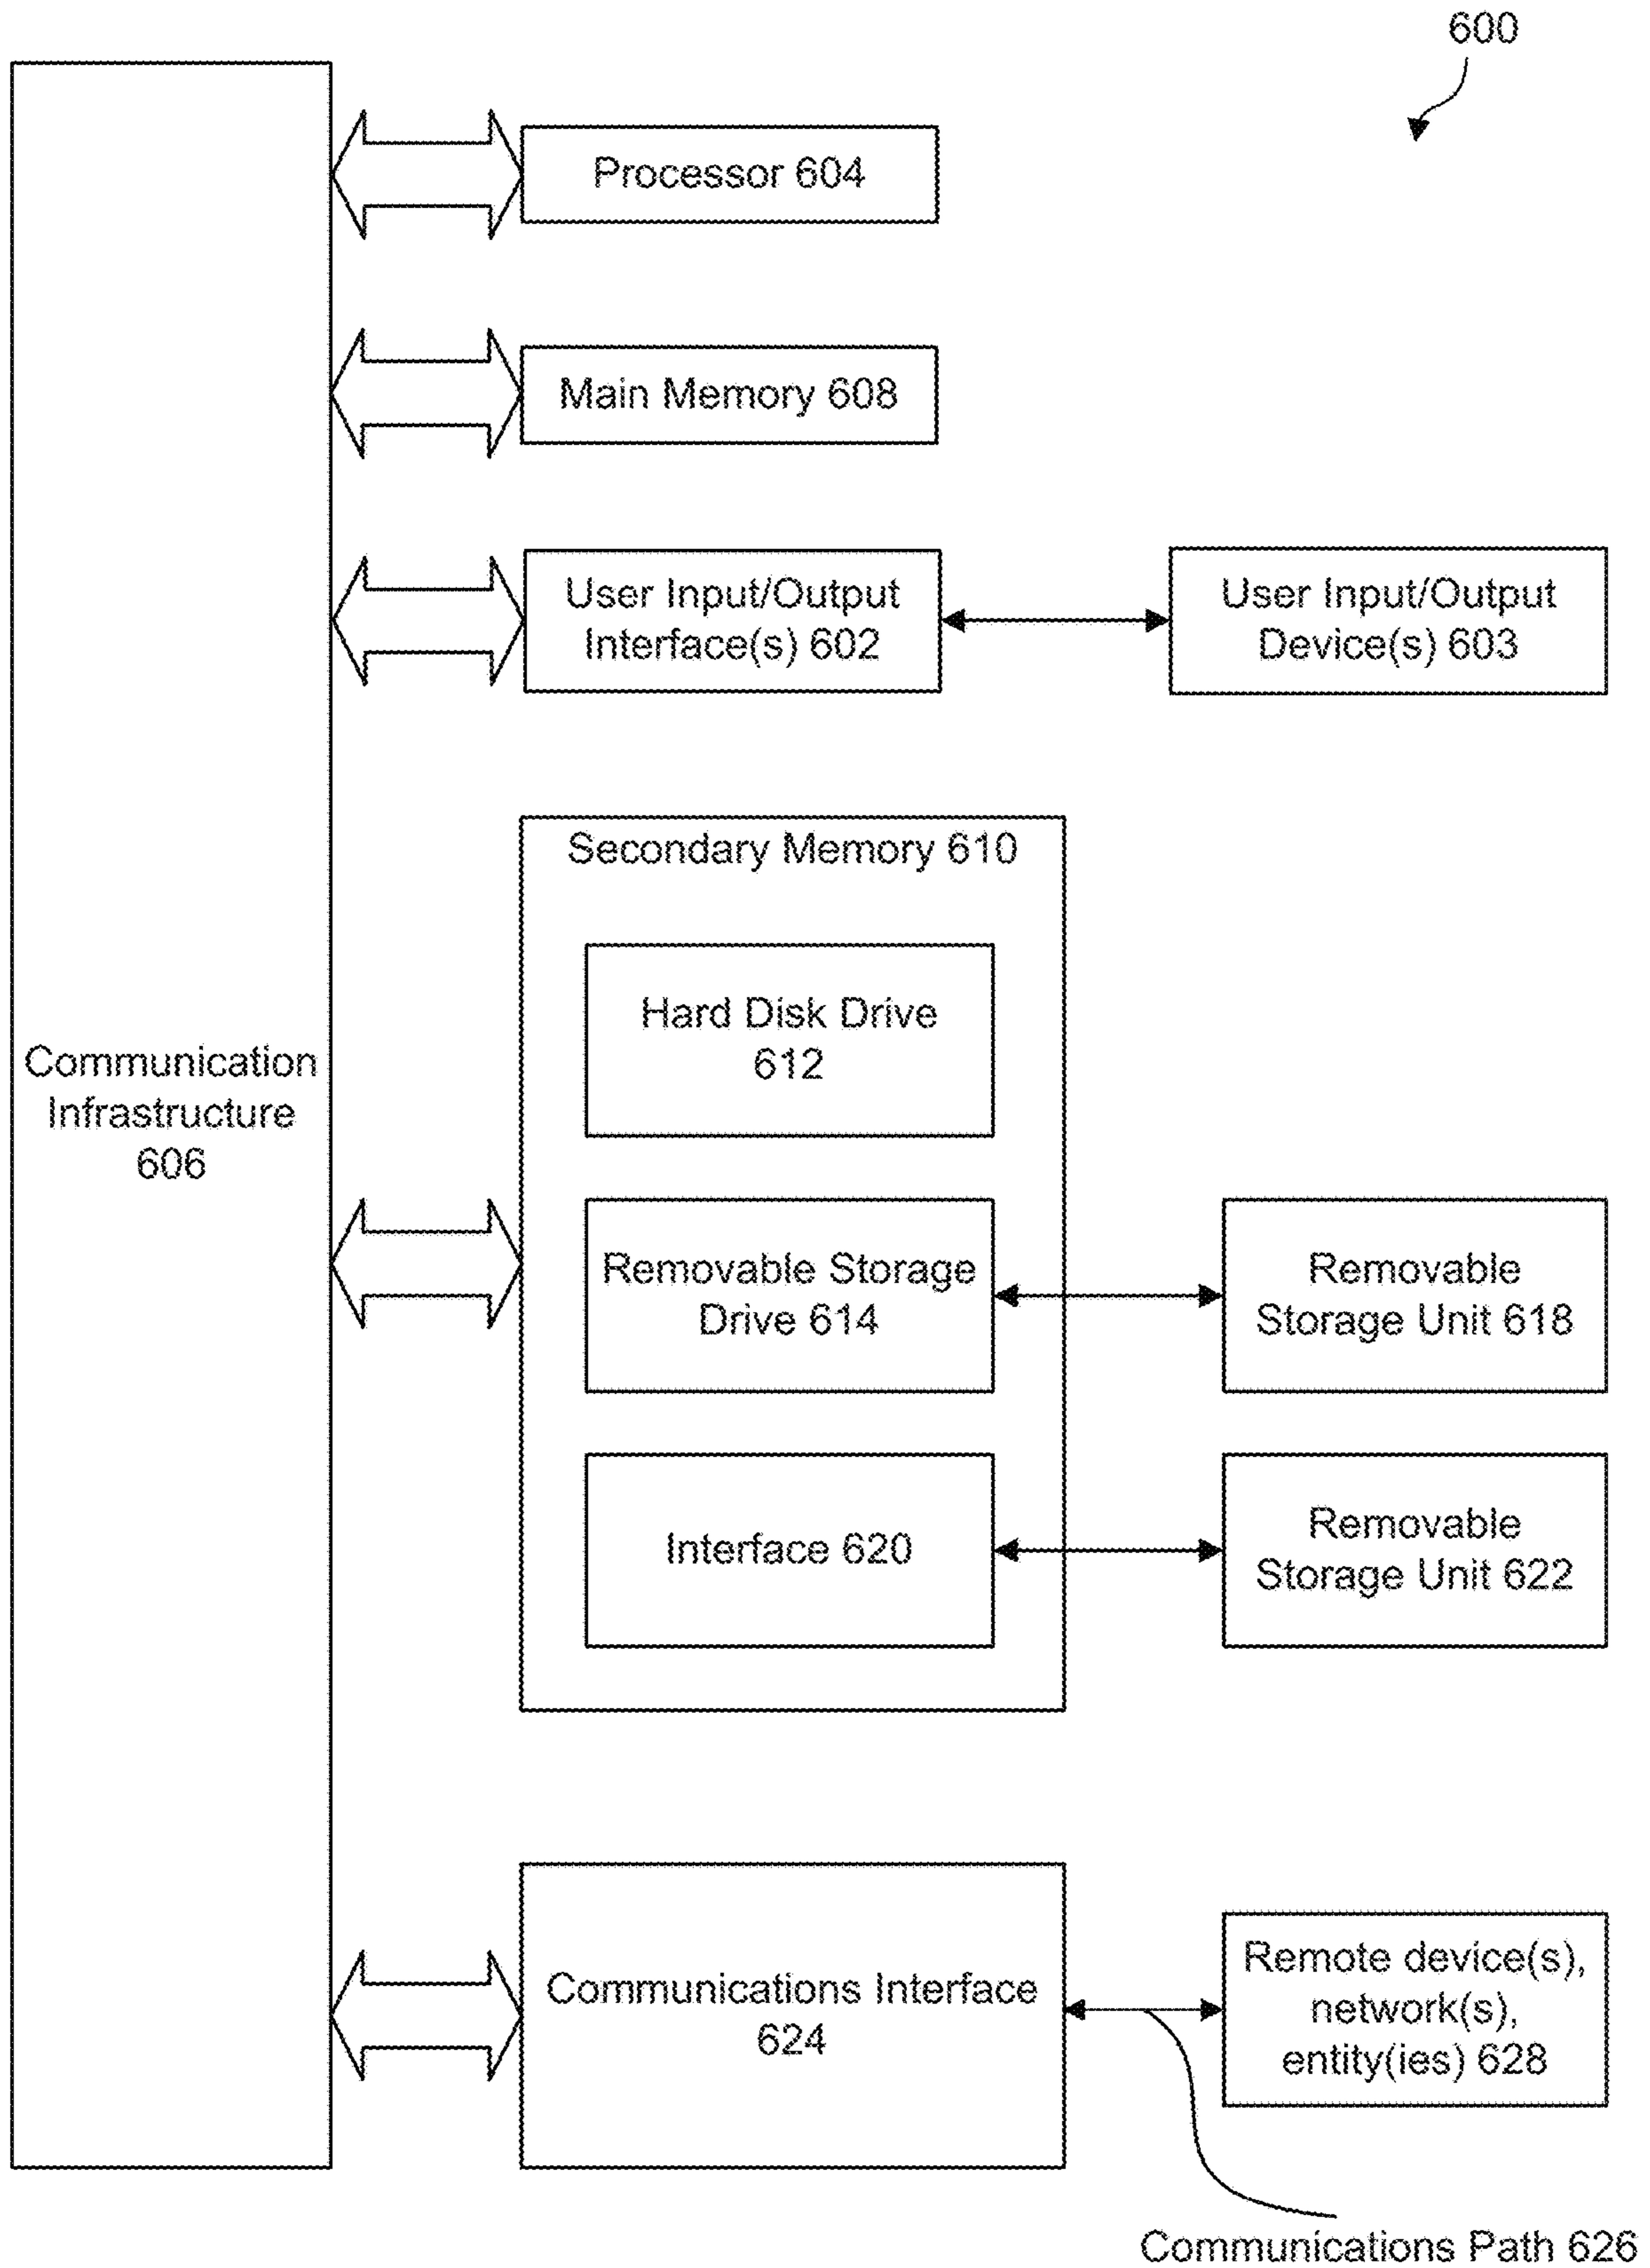 600
Processor 604
Main Memory 608
User Input/Output
Interface(s) 602
User Input/Output
Device(s) 603
Secondary Memory 610
Hard Disk Drive
612
Communication
Infrastructure
606
Removable Storage
Drive 614
Removable
Storage Unit 618
Interface 620
Removable
Storage Unit 622
Communications Interface
624
Remote device(s),
network(s),
entity(ies) 628
Communications Path 626